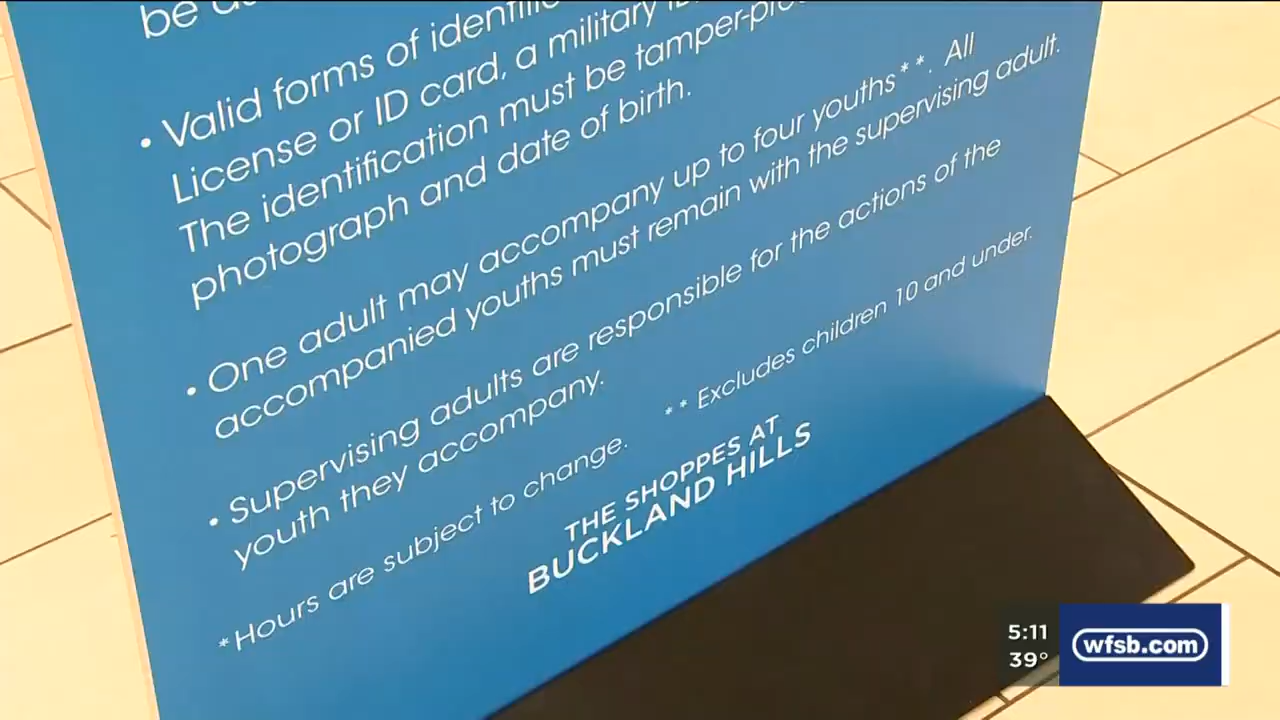 be
• Valid forms of
License or ID card, a military
The identification must be
photograph and date of birth.
• One adult may accompany up to four youths**. All
accompanied youths must remain with the supervising adult.
• Supervising adults are responsible for the actions of the
youth they accompany.
*Hours are subject to change. ** Excludes children 10 and under.
THE SHOPPES AT
BUCKLAND HILLS
5:11
39°
wfsb.com